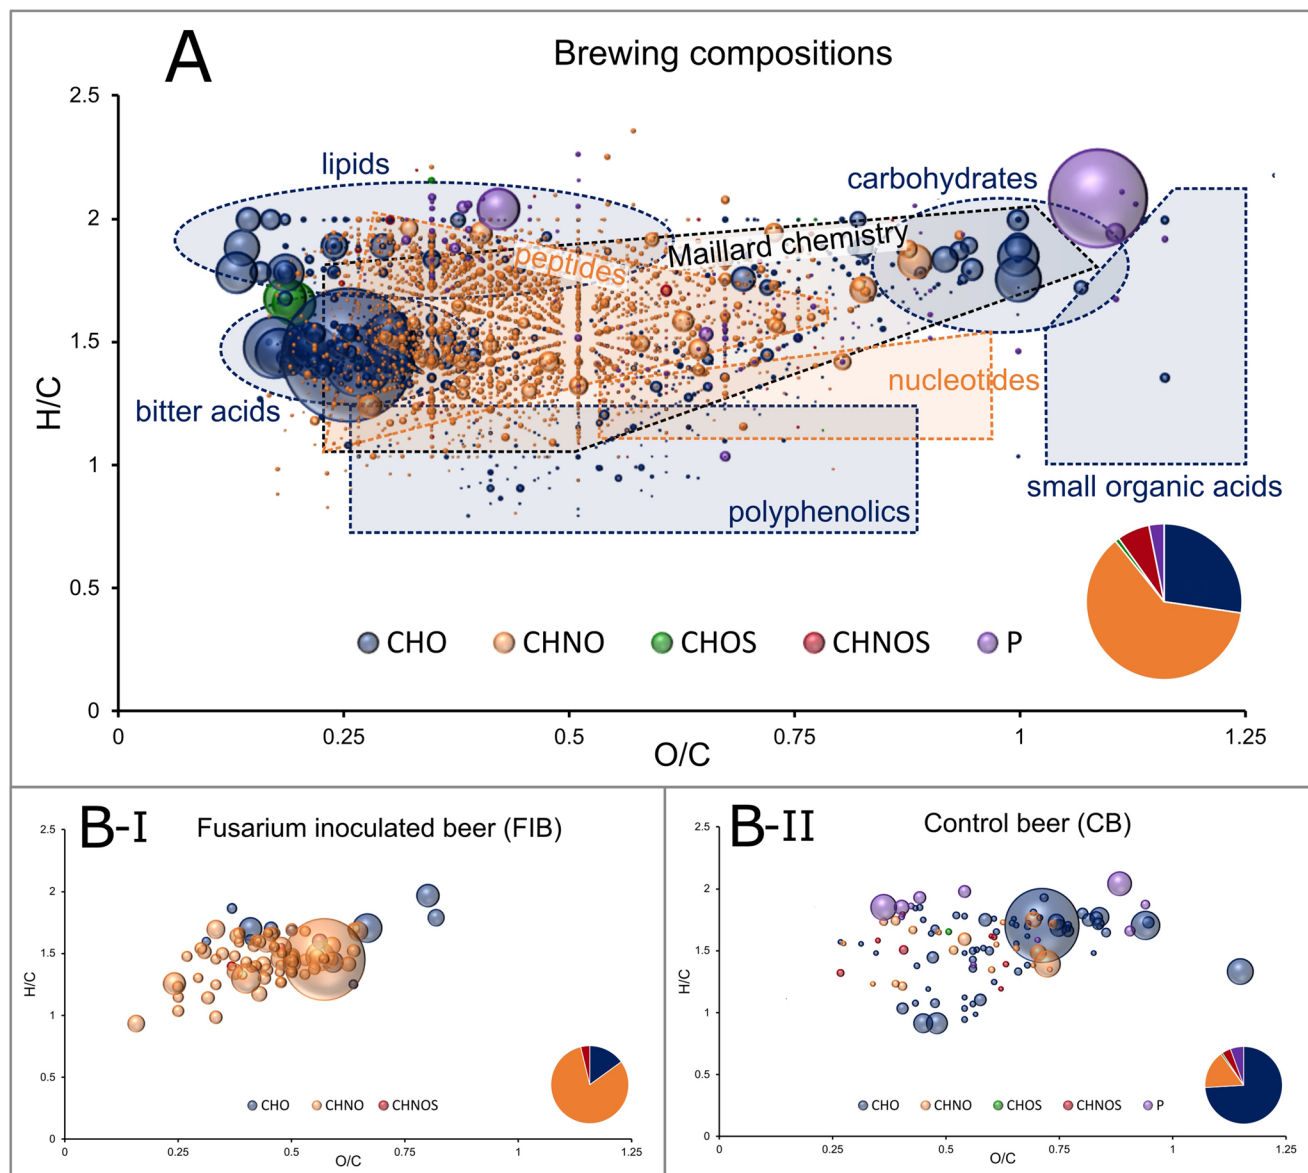 A
Brewing compositions
2.5
2
1.5
1
0.5
0
H/C
lipids
carbohydrates
Maillard chemistry
peptides
bitter acids
nucleotides
small organic acids
polyphenolics
CHO CHNO CHOS CHNOS P
0 0.25 0.5 0.75 1 1.25
O/C
B-I
Fusarium inoculated beer (FIB)
2.5
2
1.5
1
0.5
0
H/C
CHO CHNO CHNOS
0 0.25 0.5 0.75 1 1.25
O/C
B-II
Control beer (CB)
2.5
2
1.5
1
0.5
0
H/C
CHO CHNO CHOS CHNOS P
0 0.25 0.5 0.75 1 1.25
O/C